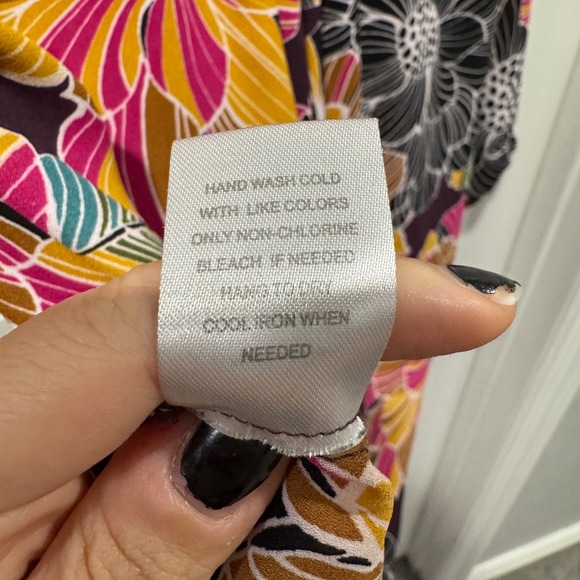 HAND WASH COLD
WITH LIKE COLORS
ONLY NON-CHLORINE
BLEACH IF NEEDED
HANG TO DRY
COOL IRON WHEN
NEEDED